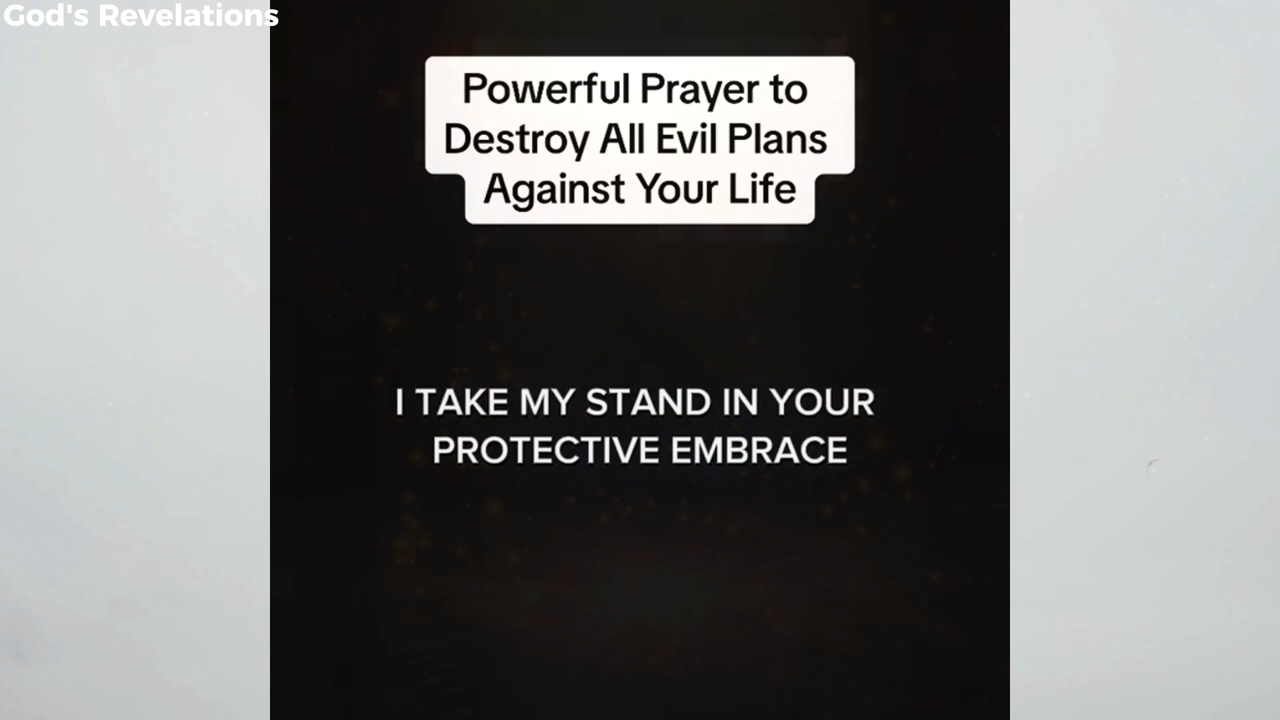 God's Revelations
Powerful Prayer to
Destroy All Evil Plans
Against Your Life
I TAKE MY STAND IN YOUR
PROTECTIVE EMBRACE